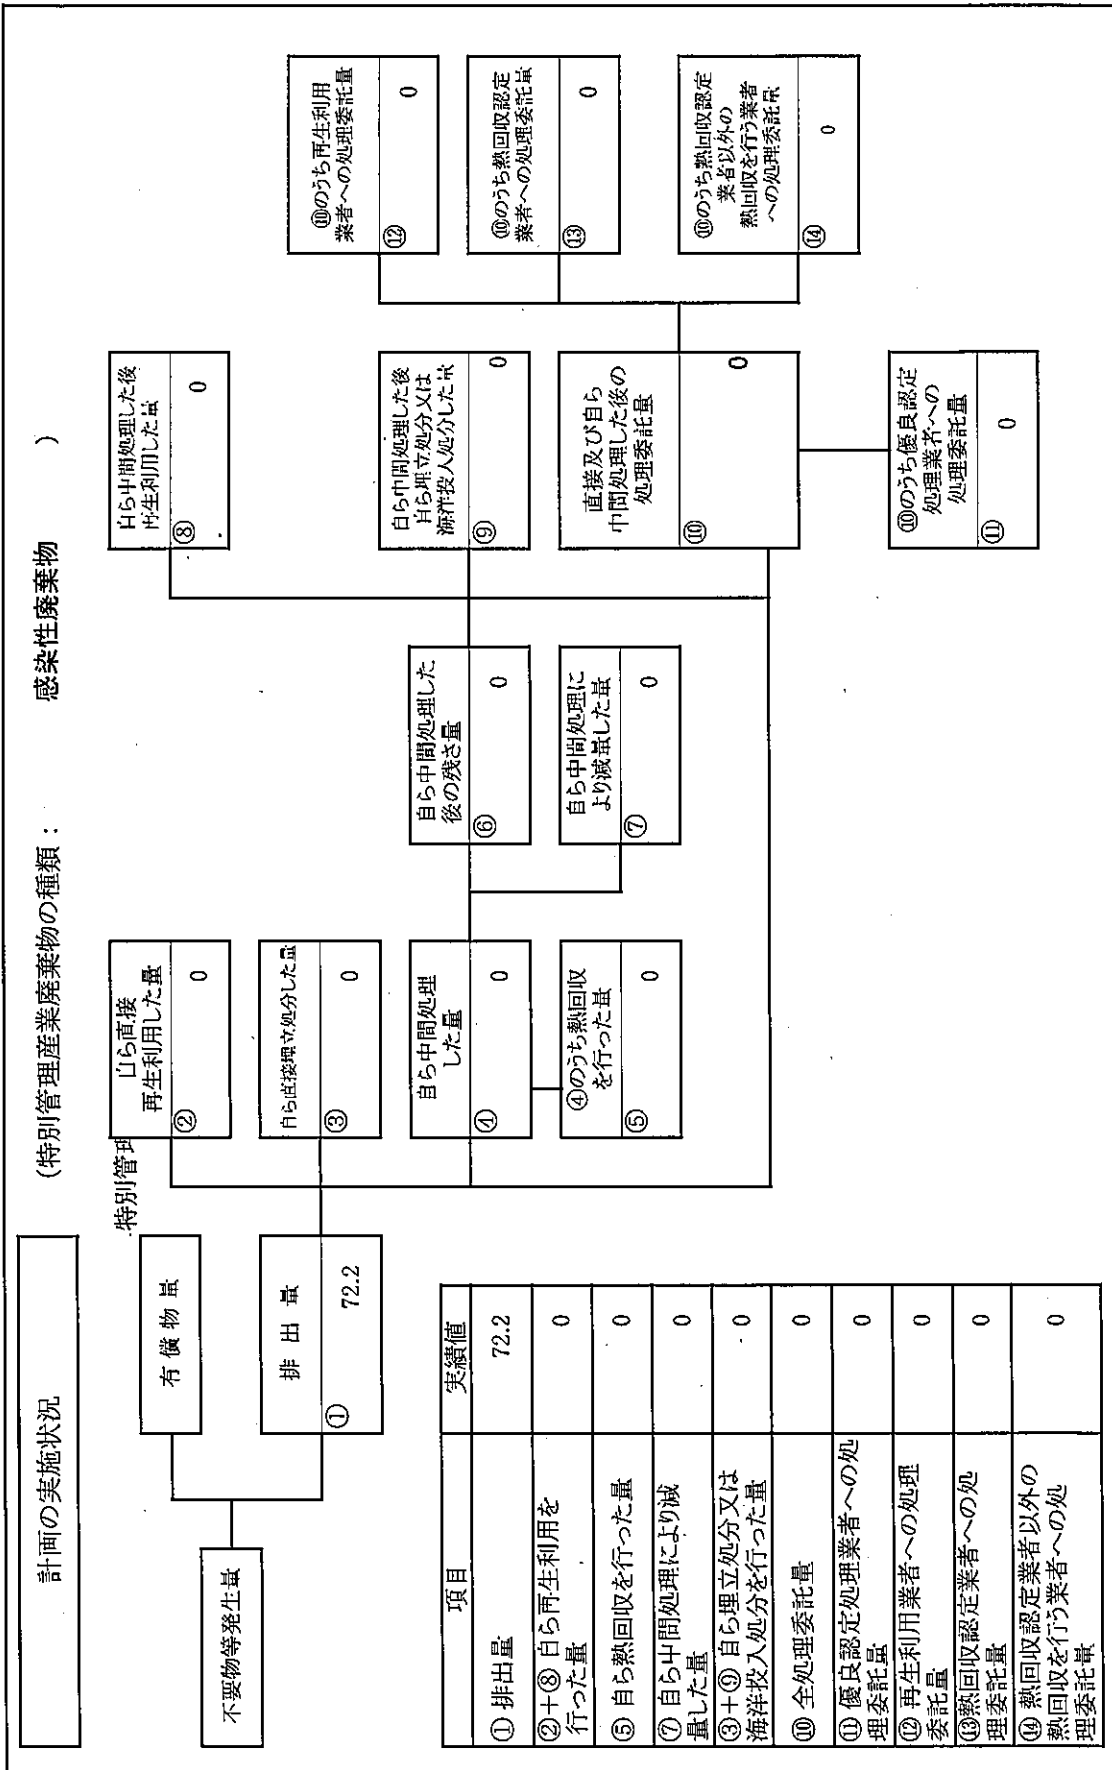 計画の実施状況
(特別管理産業廃棄物の種類：
感染性廃棄物
)
特別管理
不要物等発生量
有償物量
排出量
①
72.2
自ら直接
再生利用した量
②
0
自ら直接埋立処分した量
③
0
自ら中間処理
した量
④
0
④のうち熱回収
を行った量
⑤
0
自ら中間処理した
後の残さ量
⑥
0
自ら中間処理に
より減量した量
⑦
0
自ら中間処理した後
再生利用した量
⑧
0
自ら中間処理した後
自ら埋立処分又は
海洋投入処分した量
⑨
0
直接及び自ら
中間処理した後の
処理委託量
⑩
0
⑩のうち優良認定
処理業者への
処理委託量
⑪
0
⑩のうち再生利用
業者への処理委託量
⑫
0
⑩のうち熱回収認定
業者への処理委託量
⑬
0
⑩のうち熱回収認定
業者以外の
熱回収を行う業者
への処理委託量
⑭
0
項目
実績値
①排出量
72.2
②+⑧自ら再生利用を
行った量
0
⑤自ら熱回収を行った量
0
⑦自ら中間処理により減
量した量
0
③+⑨自ら埋立処分又は
海洋投入処分を行った量
0
⑩全処理委託量
0
⑪優良認定処理業者への処
理委託量
0
⑫再生利用業者への処理
委託量
0
⑬熱回収認定業者への処
理委託量
0
⑭熱回収認定業者以外の
熱回収を行う業者への処
理委託量
0